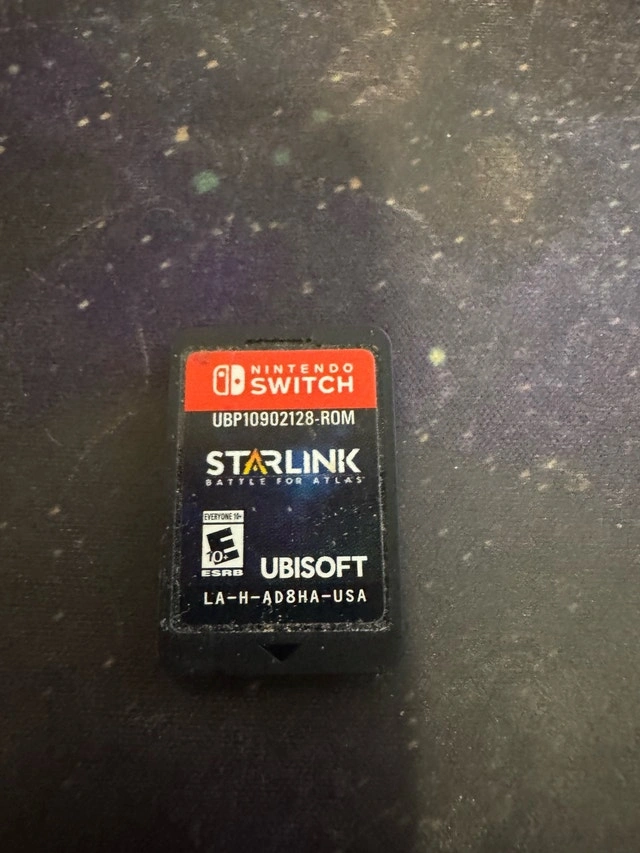 NINTENDO
SWITCH
UBP10902128-ROM
STARLINK
BATTLE FOR ATLAS
EVERYONE 10+
E
10+
ESRB
UBISOFT
LA-H-AD8HA-USA